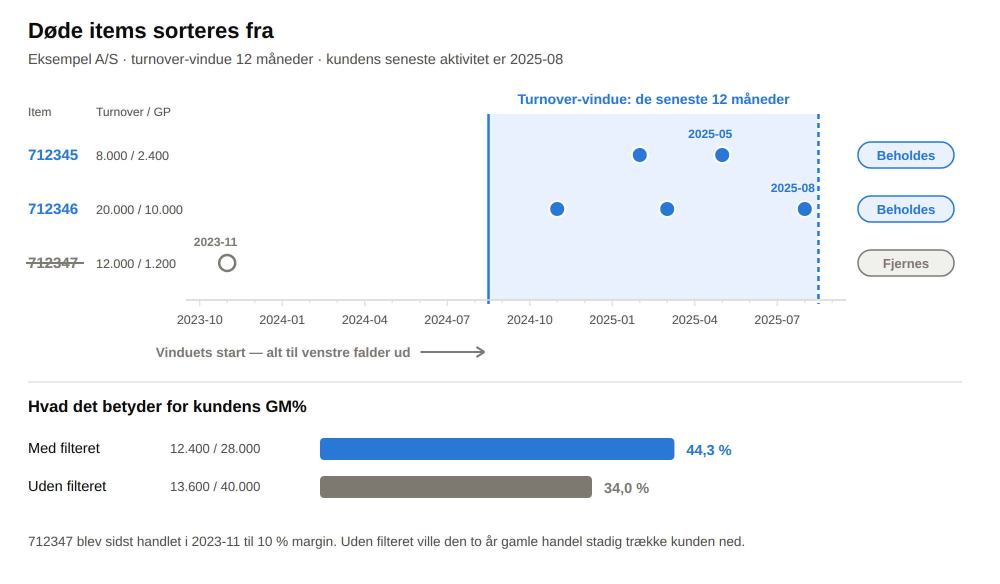 Døde items sorteres fra
Eksempel A/S · turnover-vindue 12 måneder · kundens seneste aktivitet er 2025-08
Turnover-vindue: de seneste 12 måneder
Item Turnover / GP
2025-05
712345 8.000 / 2.400 Beholdes
2025-08
712346 20.000 / 10.000 Beholdes
2023-11
712347 12.000 / 1.200 Fjernes
2023-10 2024-01 2024-04 2024-07 2024-10 2025-01 2025-04 2025-07
Vinduets start — alt til venstre falder ud
Hvad det betyder for kundens GM%
Med filteret 12.400 / 28.000 44,3 %
Uden filteret 13.600 / 40.000 34,0 %
712347 blev sidst handlet i 2023-11 til 10 % margin. Uden filteret ville den to år gamle handel stadig trække kunden ned.